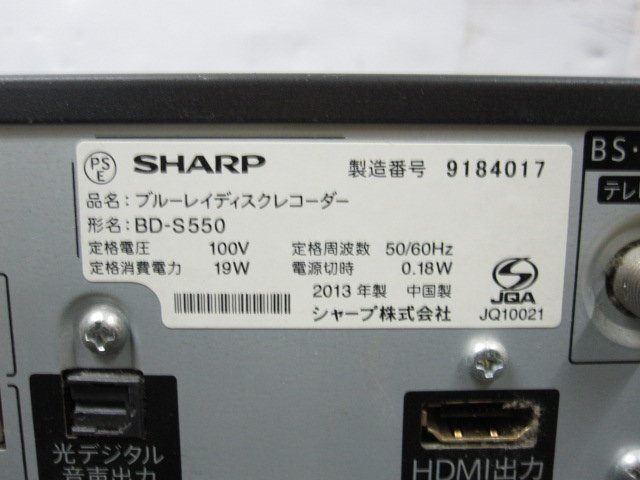 PS
E
SHARP 製造番号 9184017
品名：ブルーレイディスクレコーダー
形名：BD-S550
定格電圧 100V 定格周波数 50/60Hz
定格消費電力 19W 電源切時 0.18W
2013 年製 中国製
シャープ株式会社
JQA
JQ10021
BS・
テレ
光デジタル
音声出力
HDMI出力